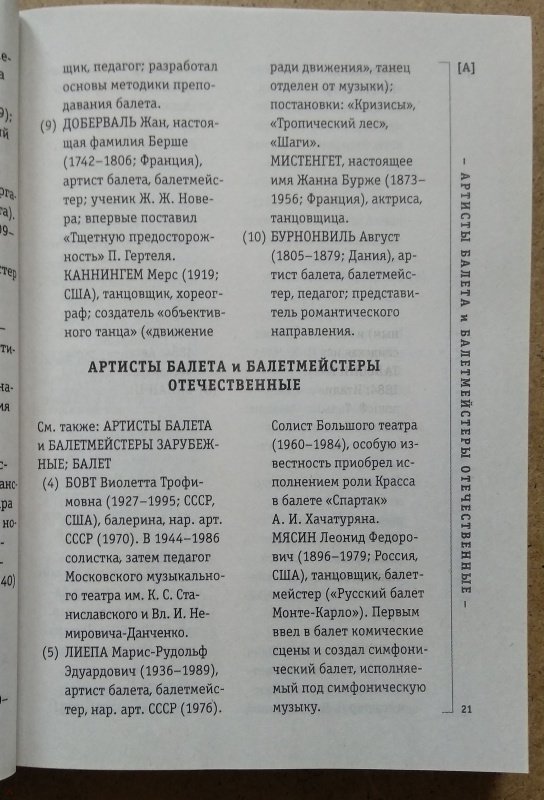 щик, педагог; разработал
основы методики препо-
давания балета.
(9) ДОБЕРВАЛЬ Жан, настоя-
щая фамилия Берше
(1742–1806; Франция),
артист балета, балетмейс-
тер; ученик Ж. Ж. Нове-
ра; впервые поставил
«Тщетную предосторож-
ность» П. Гертеля.
КАННИНГЕМ Мерс (1919;
США), танцовщик, хореог-
раф; создатель «объектив-
ного танца» («движение
ради движения», танец
отделен от музыки);
постановки: «Кризисы»,
«Тропический лес»,
«Шаги».
МИСТЕНГЕТ, настоящее
имя Жанна Бурже (1873–
1956; Франция), актриса,
танцовщица.
(10) БУРНОНВИЛЬ Август
(1805–1879; Дания), ар-
тист балета, балетмейс-
тер, педагог; представи-
тель романтического
направления.
АРТИСТЫ БАЛЕТА и БАЛЕТМЕЙСТЕРЫ
ОТЕЧЕСТВЕННЫЕ
См. также: АРТИСТЫ БАЛЕТА
и БАЛЕТМЕЙСТЕРЫ ЗАРУБЕЖ-
НЫЕ; БАЛЕТ
(4) БОВТ Виолетта Трофи-
мовна (1927–1995; СССР,
США), балерина, нар. арт.
СССР (1970). В 1944–1986
солистка, затем педагог
Московского музыкально-
го театра им. К. С. Ста-
ниславского и Вл. И. Не-
мировича-Данченко.
(5) ЛИЕПА Марис-Рудольф
Эдуардович (1936–1989),
артист балета, балетмейс-
тер, нар. арт. СССР (1976).
Солист Большого театра
(1960–1984), особую из-
вестность приобрел ис-
полнением роли Красса
в балете «Спартак»
А. И. Хачатуряна.
МЯСИН Леонид Федоро-
вич (1896–1979; Россия,
США), танцовщик, балет-
мейстер («Русский балет
Монте-Карло»). Первым
ввел в балет комические
сцены и создал симфони-
ческий балет, исполняе-
мый под симфоническую
музыку.
[А]
– АРТИСТЫ БАЛЕТА и БАЛЕТМЕЙСТЕРЫ ОТЕЧЕСТВЕННЫЕ –
21